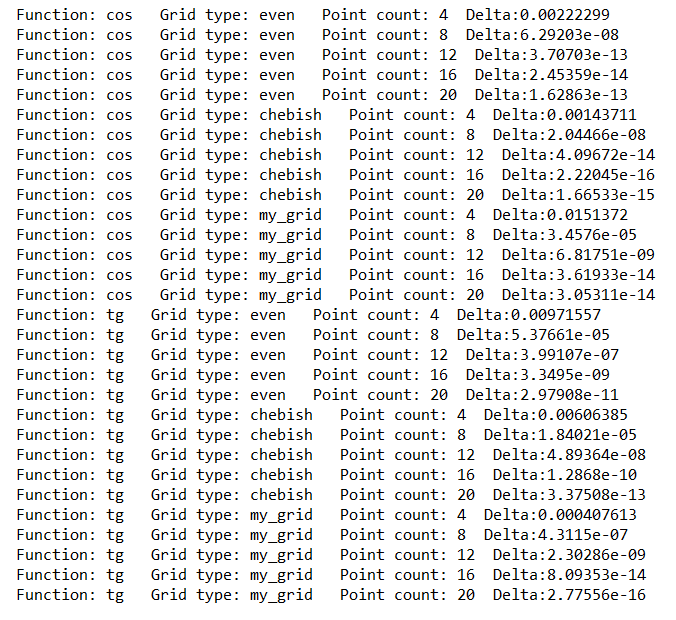 Function: cos   Grid type: even   Point count: 4  Delta:0.00222299
Function: cos   Grid type: even   Point count: 8  Delta:6.29203e-08
Function: cos   Grid type: even   Point count: 12  Delta:3.70703e-13
Function: cos   Grid type: even   Point count: 16  Delta:2.45359e-14
Function: cos   Grid type: even   Point count: 20  Delta:1.62863e-13
Function: cos   Grid type: chebish   Point count: 4  Delta:0.00143711
Function: cos   Grid type: chebish   Point count: 8  Delta:2.04466e-08
Function: cos   Grid type: chebish   Point count: 12  Delta:4.09672e-14
Function: cos   Grid type: chebish   Point count: 16  Delta:2.22045e-16
Function: cos   Grid type: chebish   Point count: 20  Delta:1.66533e-15
Function: cos   Grid type: my_grid   Point count: 4  Delta:0.0151372
Function: cos   Grid type: my_grid   Point count: 8  Delta:3.4576e-05
Function: cos   Grid type: my_grid   Point count: 12  Delta:6.81751e-09
Function: cos   Grid type: my_grid   Point count: 16  Delta:3.61933e-14
Function: cos   Grid type: my_grid   Point count: 20  Delta:3.05311e-14
Function: tg   Grid type: even   Point count: 4  Delta:0.00971557
Function: tg   Grid type: even   Point count: 8  Delta:5.37661e-05
Function: tg   Grid type: even   Point count: 12  Delta:3.99107e-07
Function: tg   Grid type: even   Point count: 16  Delta:3.3495e-09
Function: tg   Grid type: even   Point count: 20  Delta:2.97908e-11
Function: tg   Grid type: chebish   Point count: 4  Delta:0.00606385
Function: tg   Grid type: chebish   Point count: 8  Delta:1.84021e-05
Function: tg   Grid type: chebish   Point count: 12  Delta:4.89364e-08
Function: tg   Grid type: chebish   Point count: 16  Delta:1.2868e-10
Function: tg   Grid type: chebish   Point count: 20  Delta:3.37508e-13
Function: tg   Grid type: my_grid   Point count: 4  Delta:0.000407613
Function: tg   Grid type: my_grid   Point count: 8  Delta:4.3115e-07
Function: tg   Grid type: my_grid   Point count: 12  Delta:2.30286e-09
Function: tg   Grid type: my_grid   Point count: 16  Delta:8.09353e-14
Function: tg   Grid type: my_grid   Point count: 20  Delta:2.77556e-16